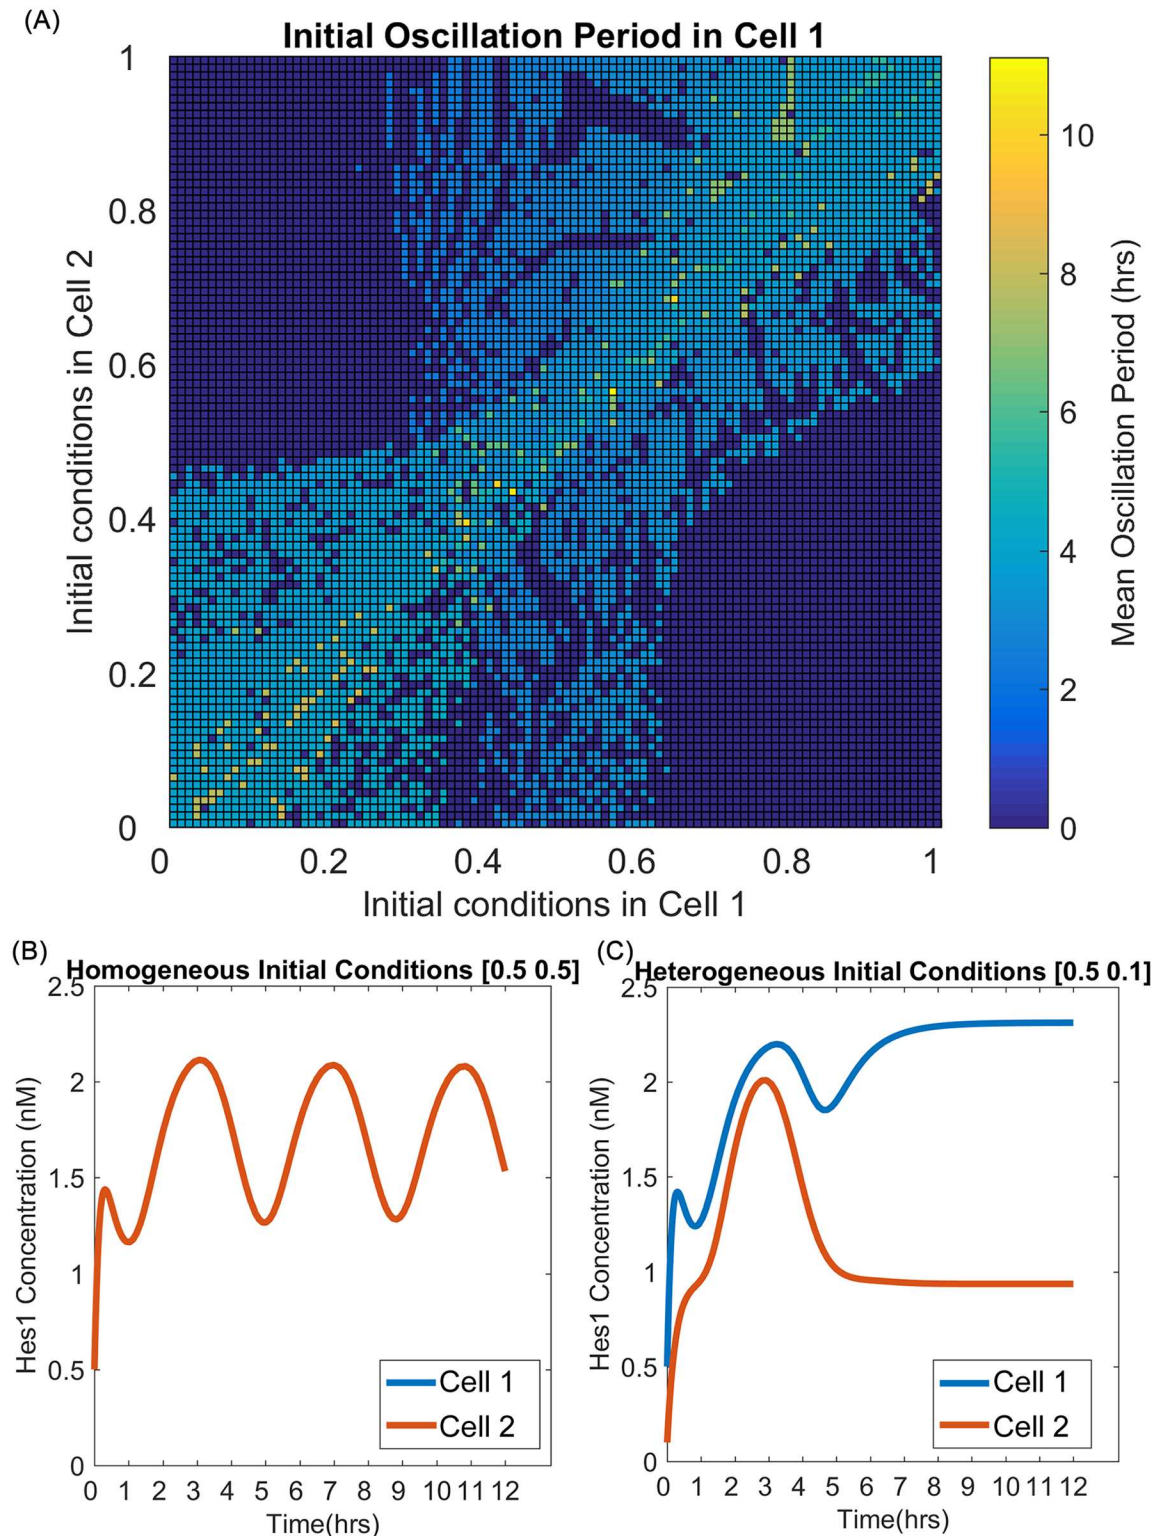 (A)
Initial Oscillation Period in Cell 1
1
0.8
0.6
0.4
0.2
0
Initial conditions in Cell 2
0 0.2 0.4 0.6 0.8 1
Initial conditions in Cell 1
10
8
6
4
2
0
Mean Oscillation Period (hrs)
(B)
Homogeneous Initial Conditions [0.5 0.5]
2.5
2
1.5
1
0.5
0
Hes1 Concentration (nM)
Cell 1
Cell 2
0 1 2 3 4 5 6 7 8 9 10 11 12
Time(hrs)
(C)
Heterogeneous Initial Conditions [0.5 0.1]
2.5
2
1.5
1
0.5
0
Hes1 Concentration (nM)
Cell 1
Cell 2
0 1 2 3 4 5 6 7 8 9 10 11 12
Time(hrs)